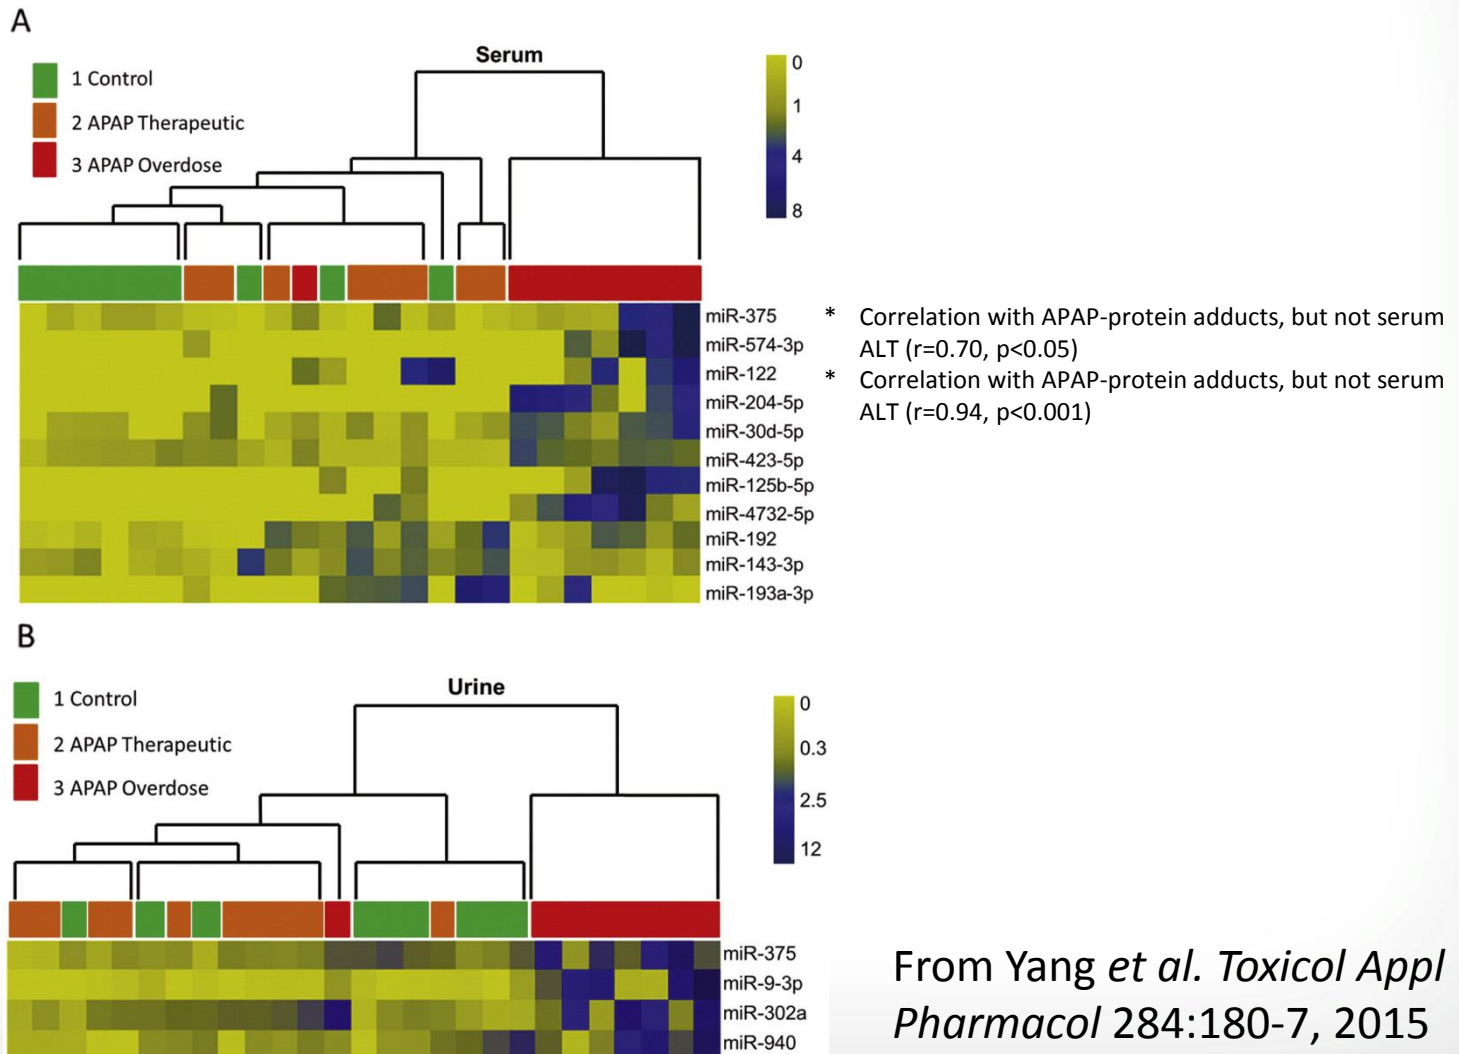 A
Serum
1 Control
2 APAP Therapeutic
3 APAP Overdose
0
1
4
8
miR-375
miR-574-3p
miR-122
miR-204-5p
miR-30d-5p
miR-423-5p
miR-125b-5p
miR-4732-5p
miR-192
miR-143-3p
miR-193a-3p
* Correlation with APAP-protein adducts, but not serum
ALT (r=0.70, p<0.05)
* Correlation with APAP-protein adducts, but not serum
ALT (r=0.94, p<0.001)
B
Urine
1 Control
2 APAP Therapeutic
3 APAP Overdose
0
0.3
2.5
12
miR-375
miR-9-3p
miR-302a
miR-940
From Yang et al. Toxicol Appl
Pharmacol 284:180-7, 2015